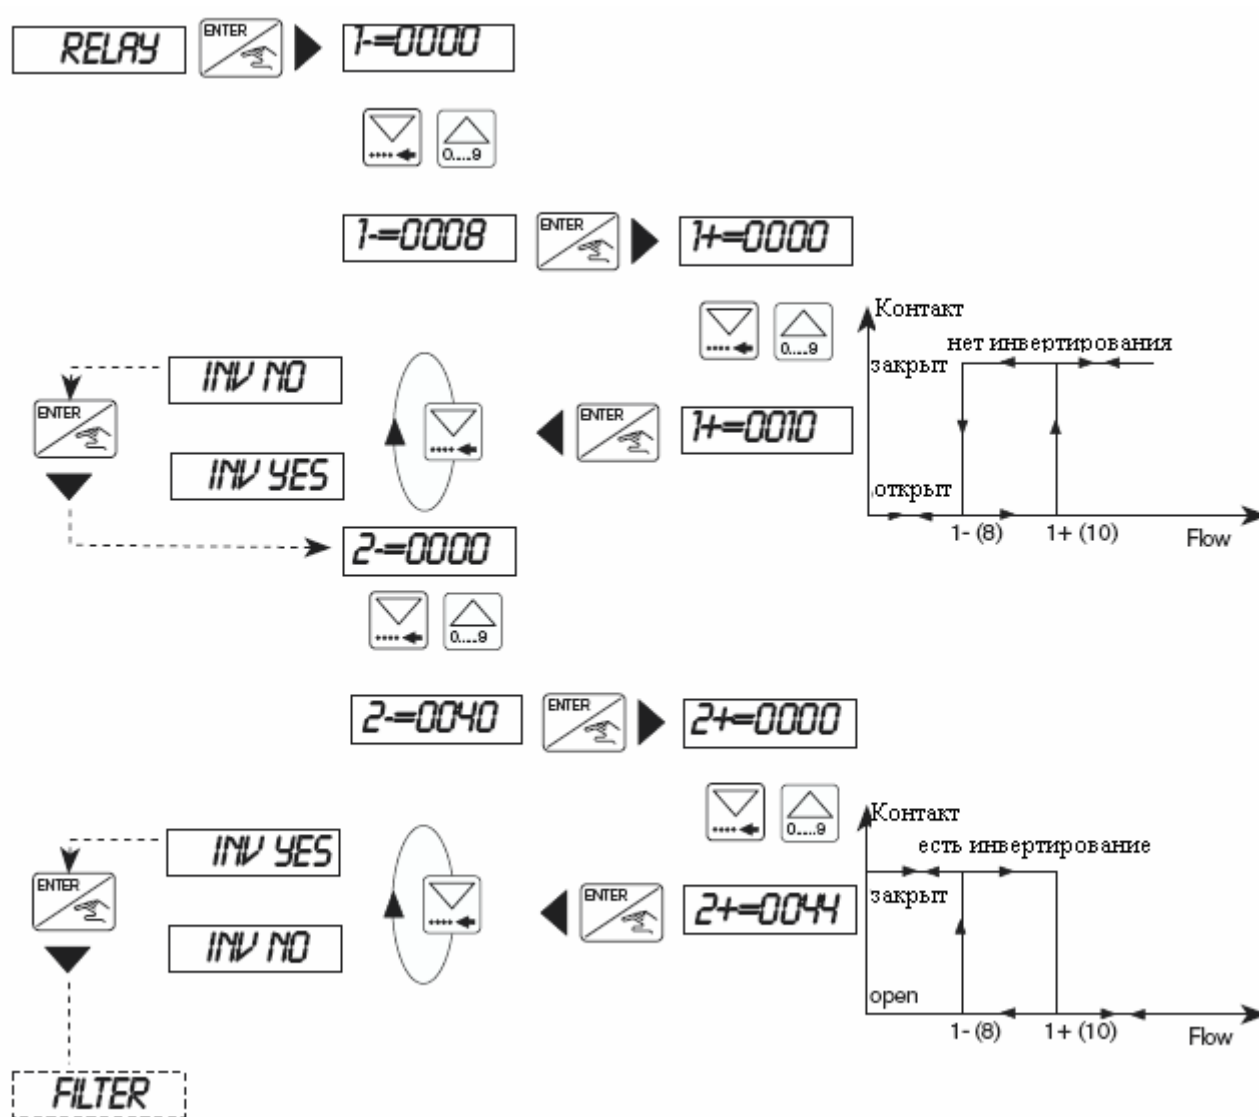 RELAY ENTER 1-=0000
.... 0....9
1-=0008 ENTER 1+=0000
.... 0....9
Контакт
нет инвертирования
закрыт
INV NO
ENTER
....
ENTER 1+=0010
INV YES
открыт
1- (8) 1+ (10) Flow
2-=0000
.... 0....9
2-=0040 ENTER 2+=0000
.... 0....9
Контакт
есть инвертирование
INV YES
закрыт
ENTER
....
ENTER 2+=0044
INV NO
open
1- (8) 1+ (10) Flow
FILTER